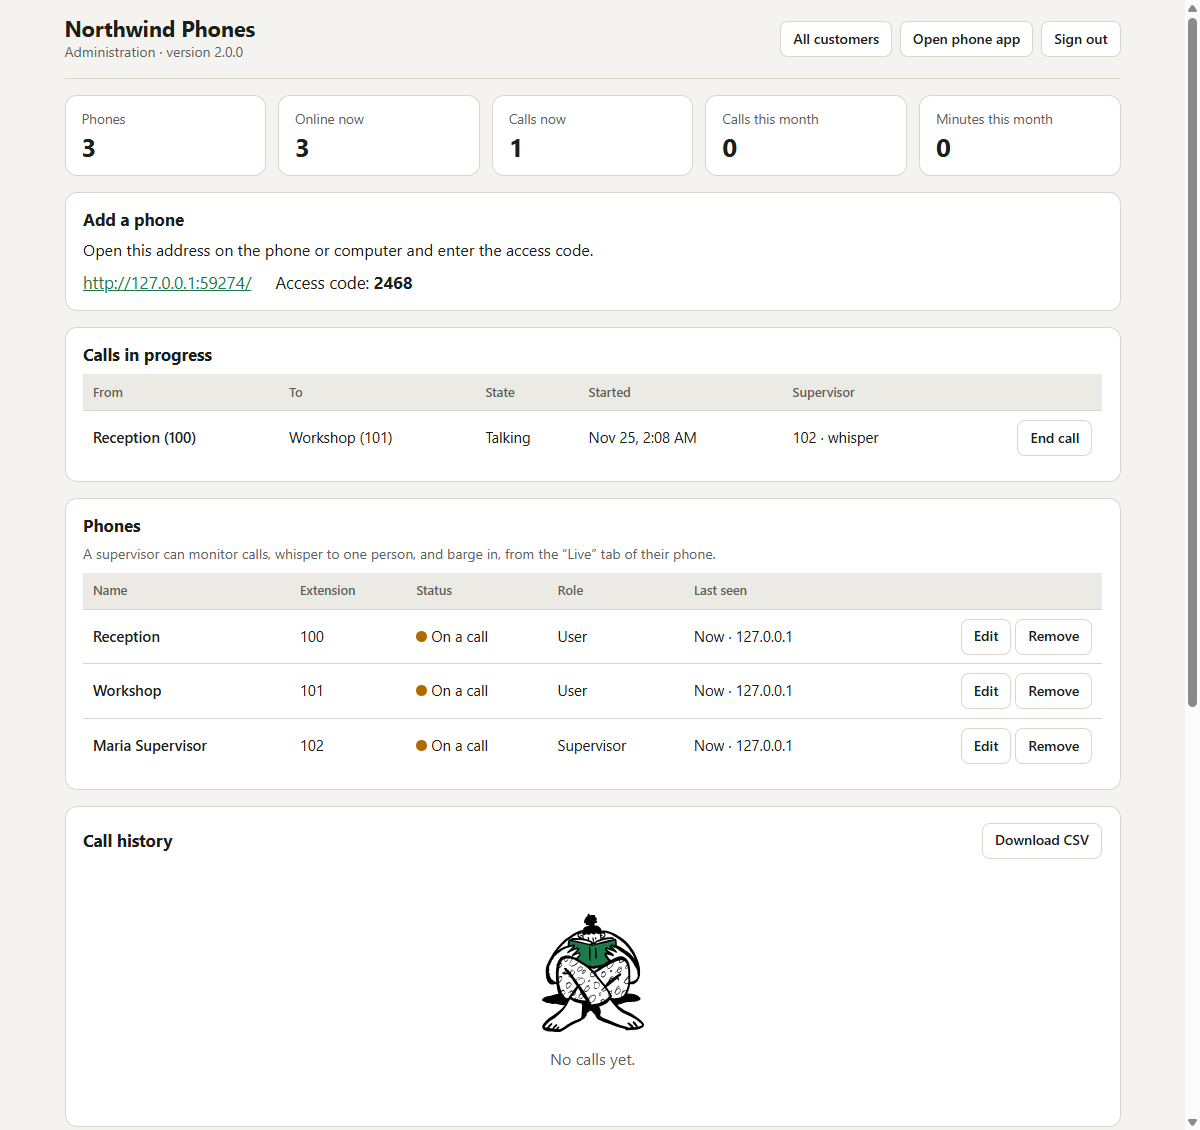 Northwind Phones
Administration · version 2.0.0
All customers
Open phone app
Sign out
Phones
3
Online now
3
Calls now
1
Calls this month
0
Minutes this month
0
Add a phone
Open this address on the phone or computer and enter the access code.
http://127.0.0.1:59274/ Access code: 2468
Calls in progress
From To State Started Supervisor
Reception (100) Workshop (101) Talking Nov 25, 2:08 AM 102 · whisper End call
Phones
A supervisor can monitor calls, whisper to one person, and barge in, from the “Live” tab of their phone.
Name Extension Status Role Last seen
Reception 100 On a call User Now · 127.0.0.1 Edit Remove
Workshop 101 On a call User Now · 127.0.0.1 Edit Remove
Maria Supervisor 102 On a call Supervisor Now · 127.0.0.1 Edit Remove
Call history
Download CSV
No calls yet.